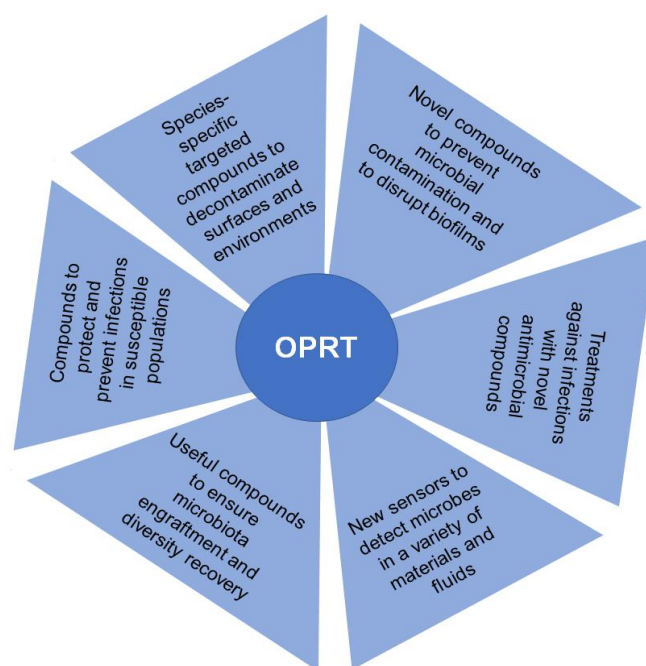 Species-
specific
targeted
compounds to
decontaminate
surfaces and
environments
Novel compounds
to prevent
microbial
contamination and
to disrupt biofilms
Compounds to
protect and
prevent infections
in susceptible
populations
OPRT
Treatments
against infections
with novel
antimicrobial
compounds
Useful compounds
to ensure
microbiota
engraftment and
diversity recovery
New sensors to
detect microbes
in a variety of
materials and
fluids